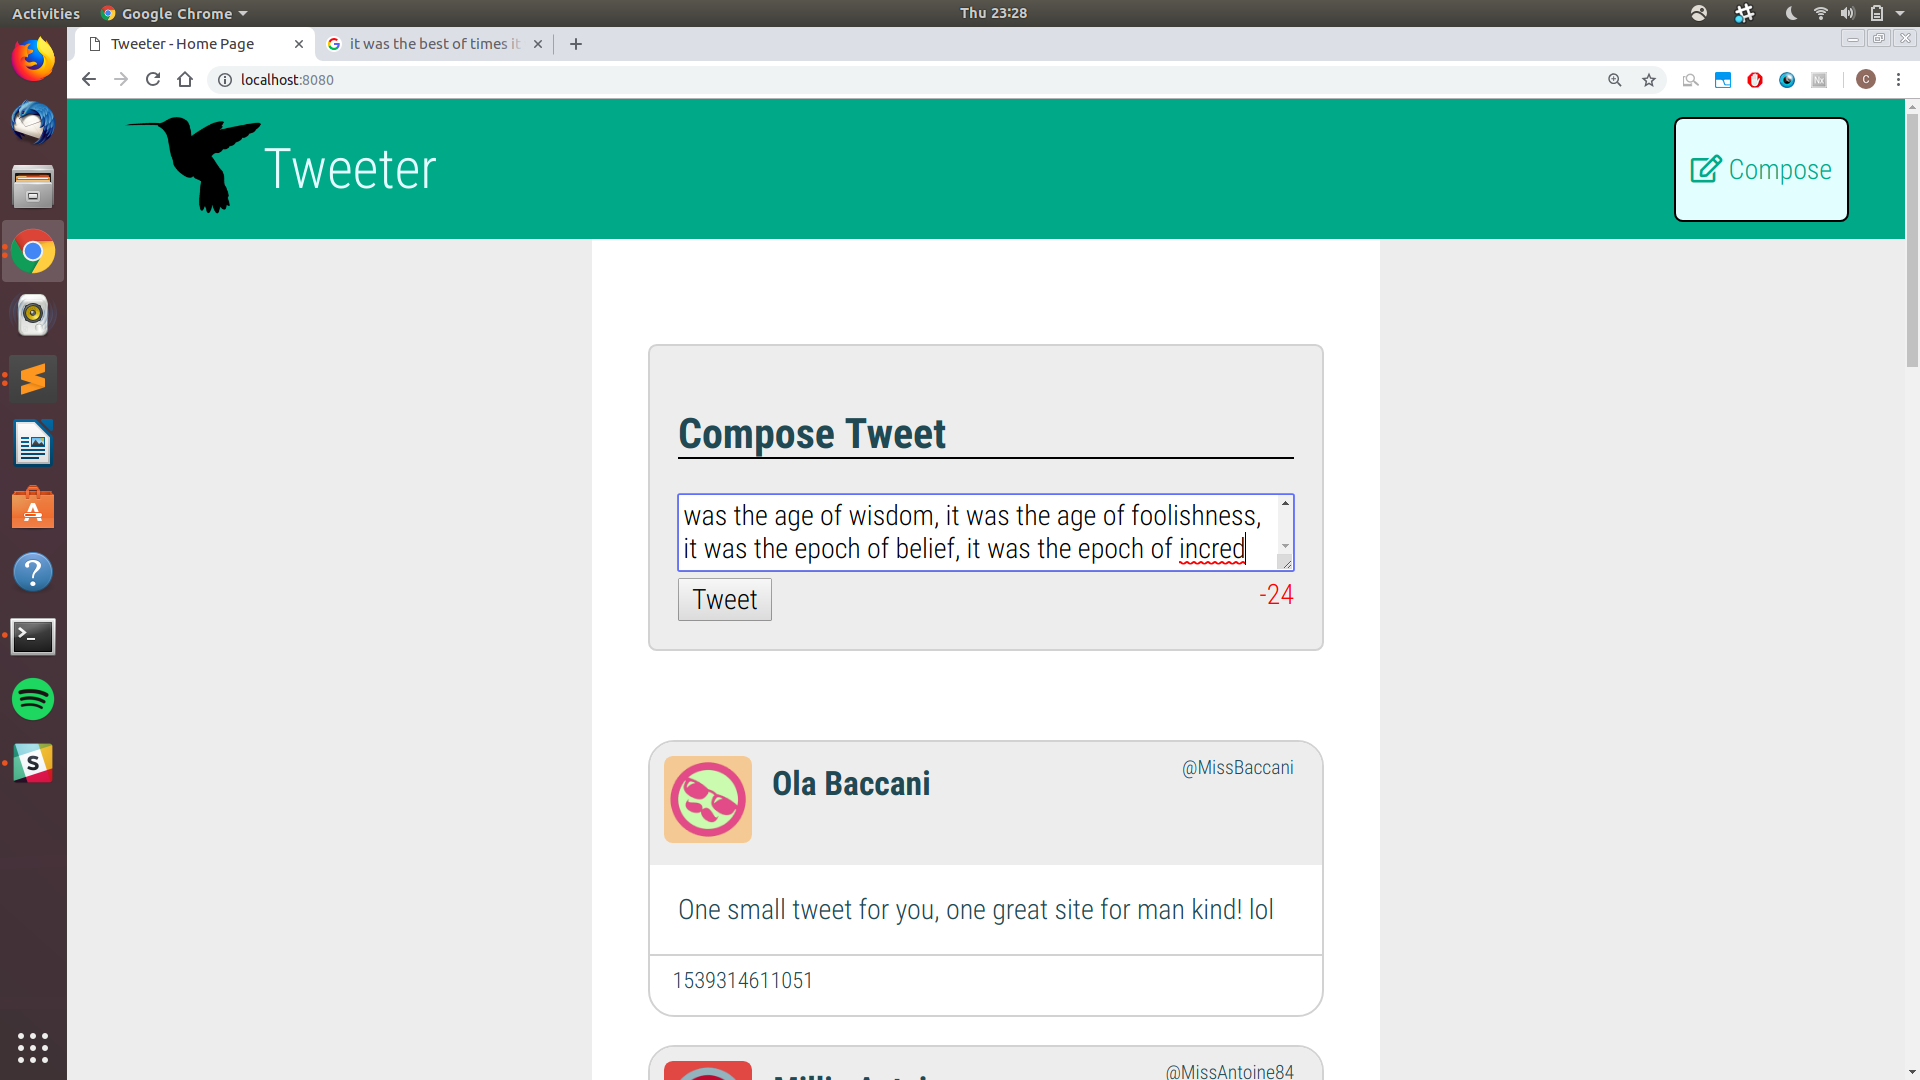 Activities
Google Chrome
Thu 23:28
Tweeter - Home Page
it was the best of times it
localhost:8080
C
Tweeter
Compose
Compose Tweet
was the age of wisdom, it was the age of foolishness,
it was the epoch of belief, it was the epoch of incred
Tweet
-24
Ola Baccani
@MissBaccani
One small tweet for you, one great site for man kind! lol
1539314611051
@MissAntoine84